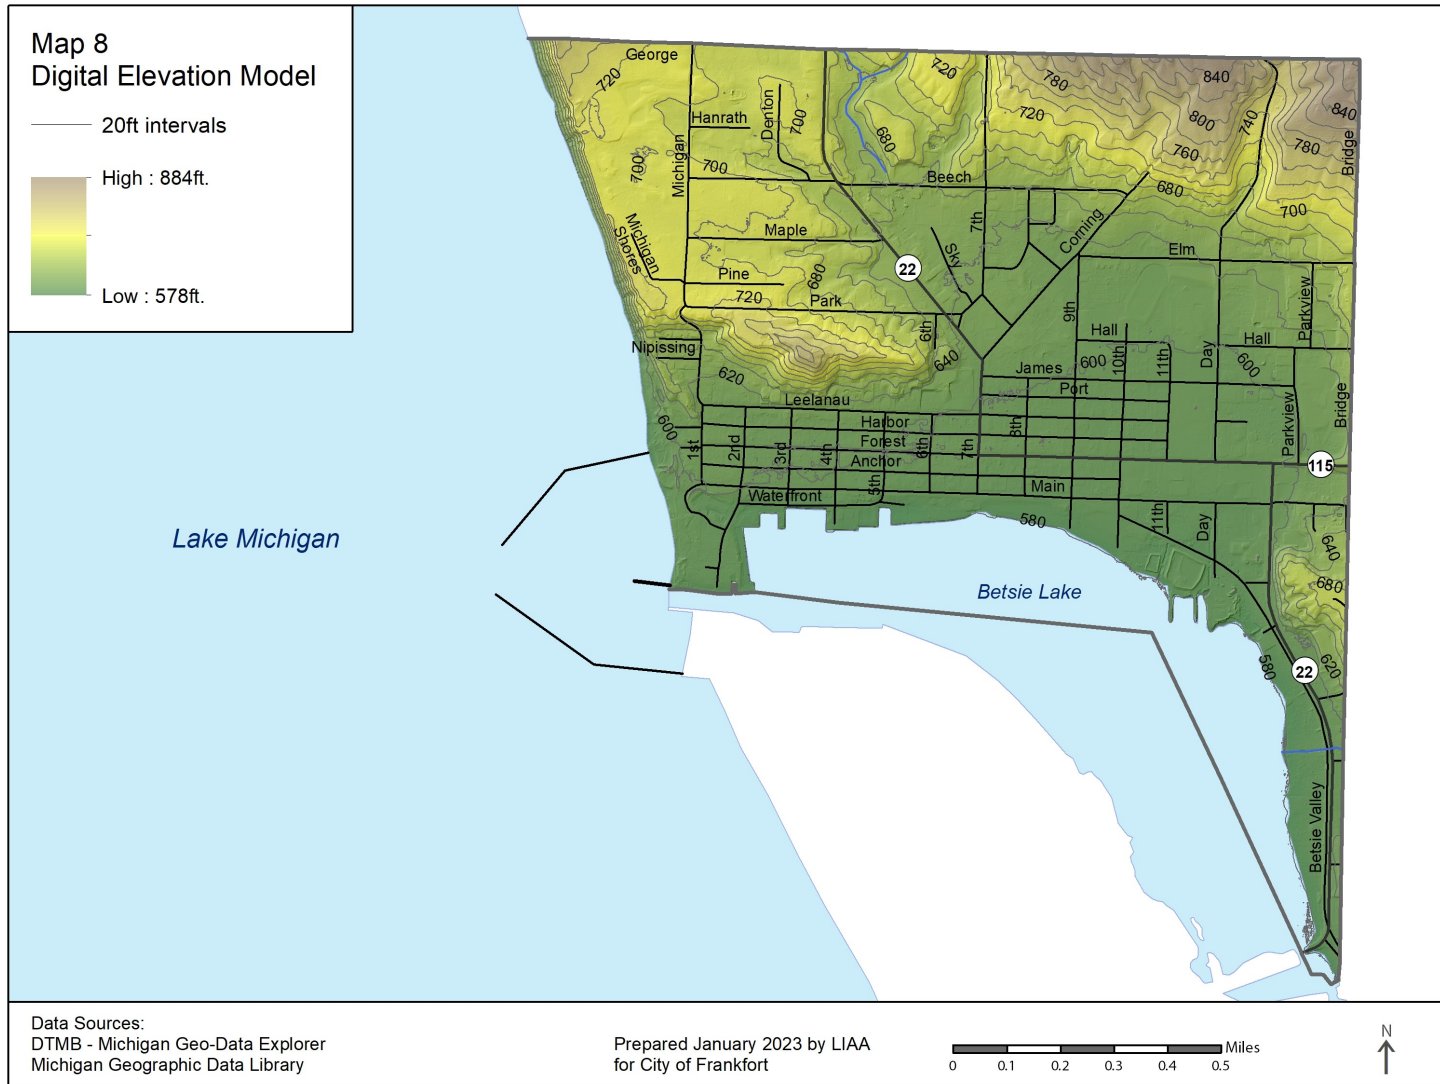 Map 8
Digital Elevation Model
20ft intervals
High : 884ft.
Low : 578ft.
George
720
720
780
840
Hanrath
Denton
700
680
720
800
740
840
780
Bridge
Michigan
700
700
760
Beech
680
700
Michigan
Shores
Maple
7th
Corning
Elm
Sky
22
Pine
680
720
Park
6th
9th
Parkview
Nipissing
640
Hall
10th
11th
Day
Hall
600
600
620
James
Port
Leelanau
Bridge
Parkview
600
Harbor
Forest
Anchor
1st
2nd
3rd
4th
5th
6th
7th
8th
115
Main
Waterfront
580
11th
Day
640
680
Lake Michigan
Betsie Lake
580
620
22
Betsie Valley
Data Sources:
DTMB - Michigan Geo-Data Explorer
Michigan Geographic Data Library
Prepared January 2023 by LIAA
for City of Frankfort
Miles
0 0.1 0.2 0.3 0.4 0.5
N